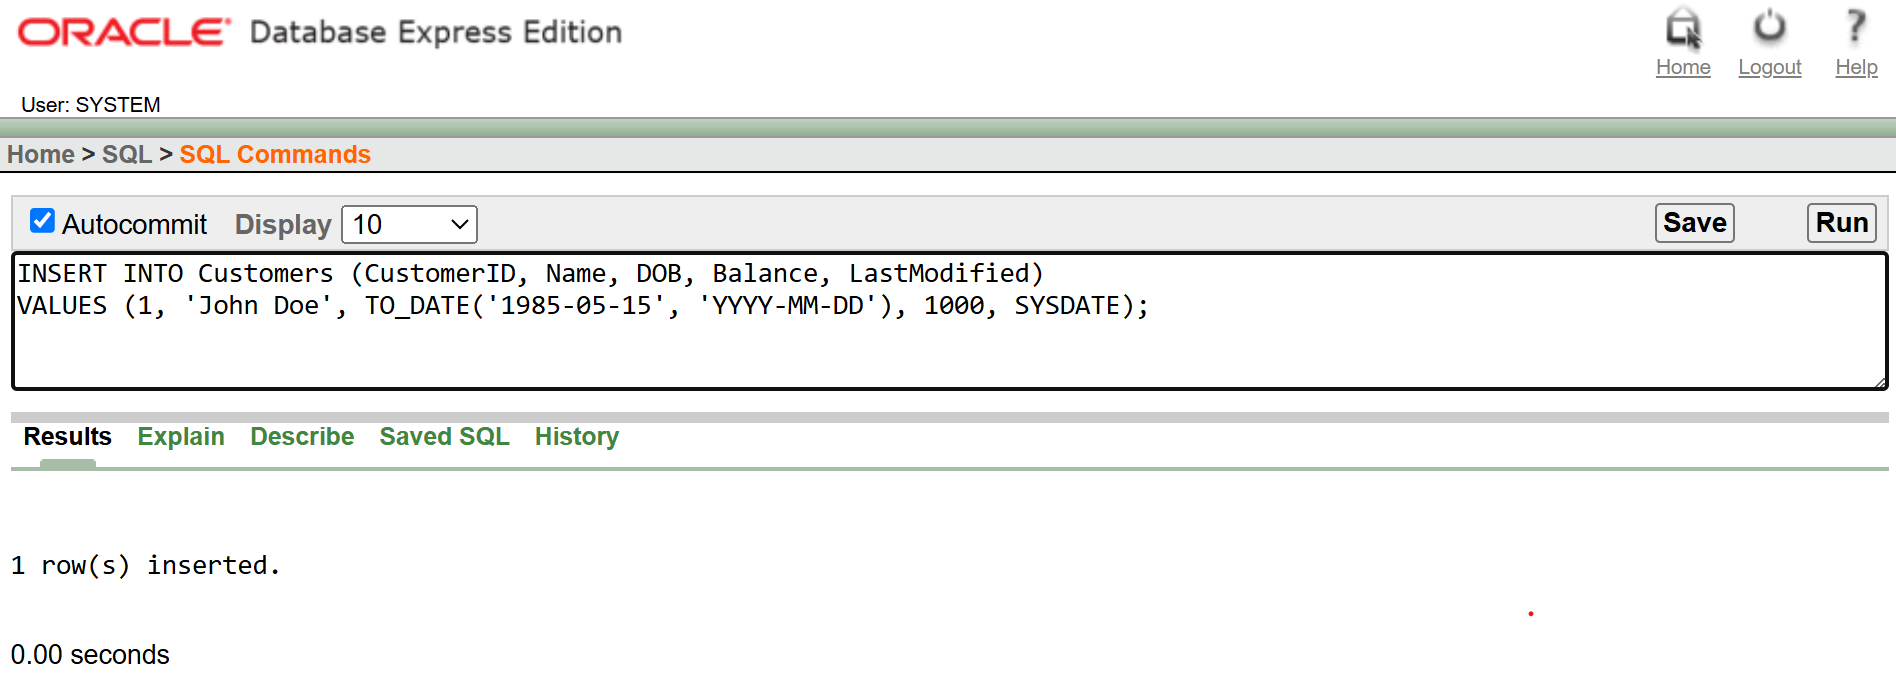 ORACLE Database Express Edition
Home Logout Help
User: SYSTEM
Home > SQL > SQL Commands
Autocommit Display 10 Save Run
INSERT INTO Customers (CustomerID, Name, DOB, Balance, LastModified)
VALUES (1, 'John Doe', TO_DATE('1985-05-15', 'YYYY-MM-DD'), 1000, SYSDATE);
Results Explain Describe Saved SQL History
1 row(s) inserted.
0.00 seconds